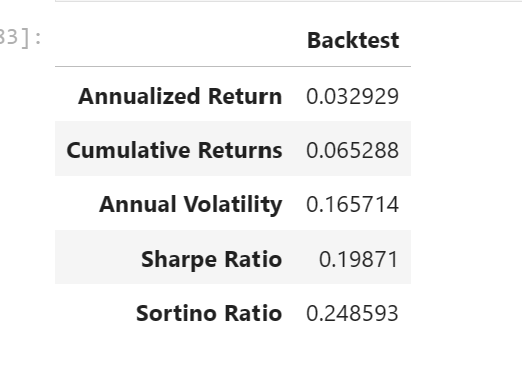 83]:
Backtest
Annualized Return 0.032929
Cumulative Returns 0.065288
Annual Volatility 0.165714
Sharpe Ratio 0.19871
Sortino Ratio 0.248593